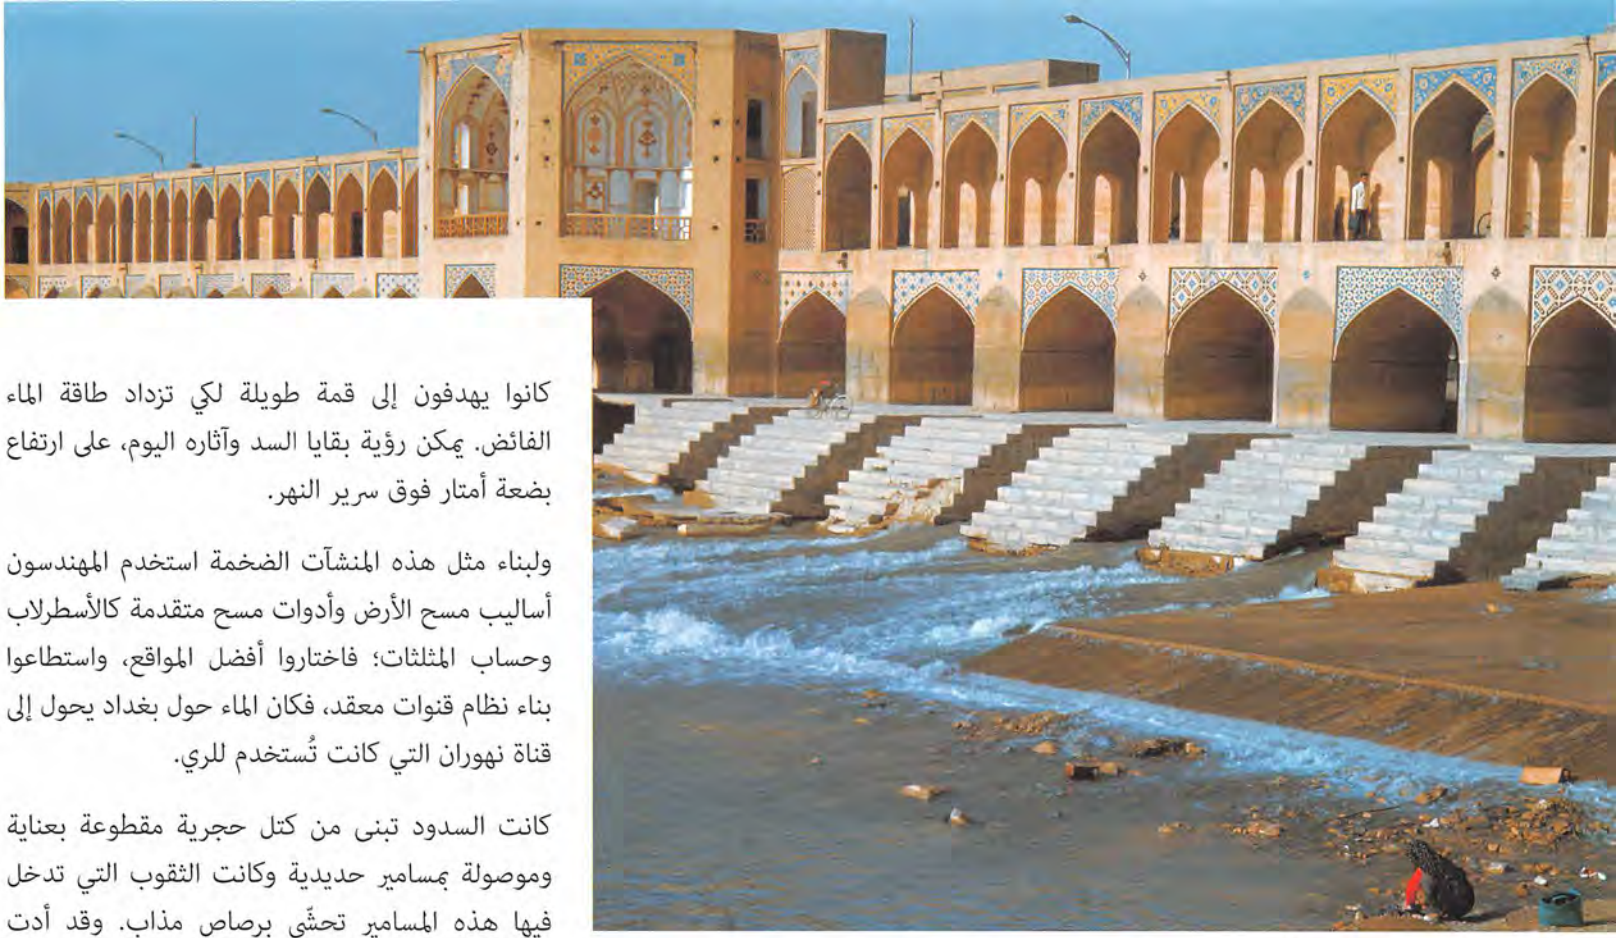 كانوا يهدفون إلى قمة طويلة لكي تزداد طاقة الماء
الفائض. يمكن رؤية بقايا السد وآثاره اليوم، على ارتفاع
بضعة أمتار فوق سرير النهر.
ولبناء مثل هذه المنشآت الضخمة استخدم المهندسون
أساليب مسح الأرض وأدوات مسح متقدمة كالأسطرلاب
وحساب المثلثات؛ فاختاروا أفضل المواقع، واستطاعوا
بناء نظام قنوات معقد، فكان الماء حول بغداد يحول إلى
قناة نهوران التي كانت تُستخدم للري.
كانت السدود تبنى من كتل حجرية مقطوعة بعناية
وموصولة بمسامير حديدية وكانت الثقوب التي تدخل
فيها هذه المسامير تحشّى برصاص مذاب. وقد أدت